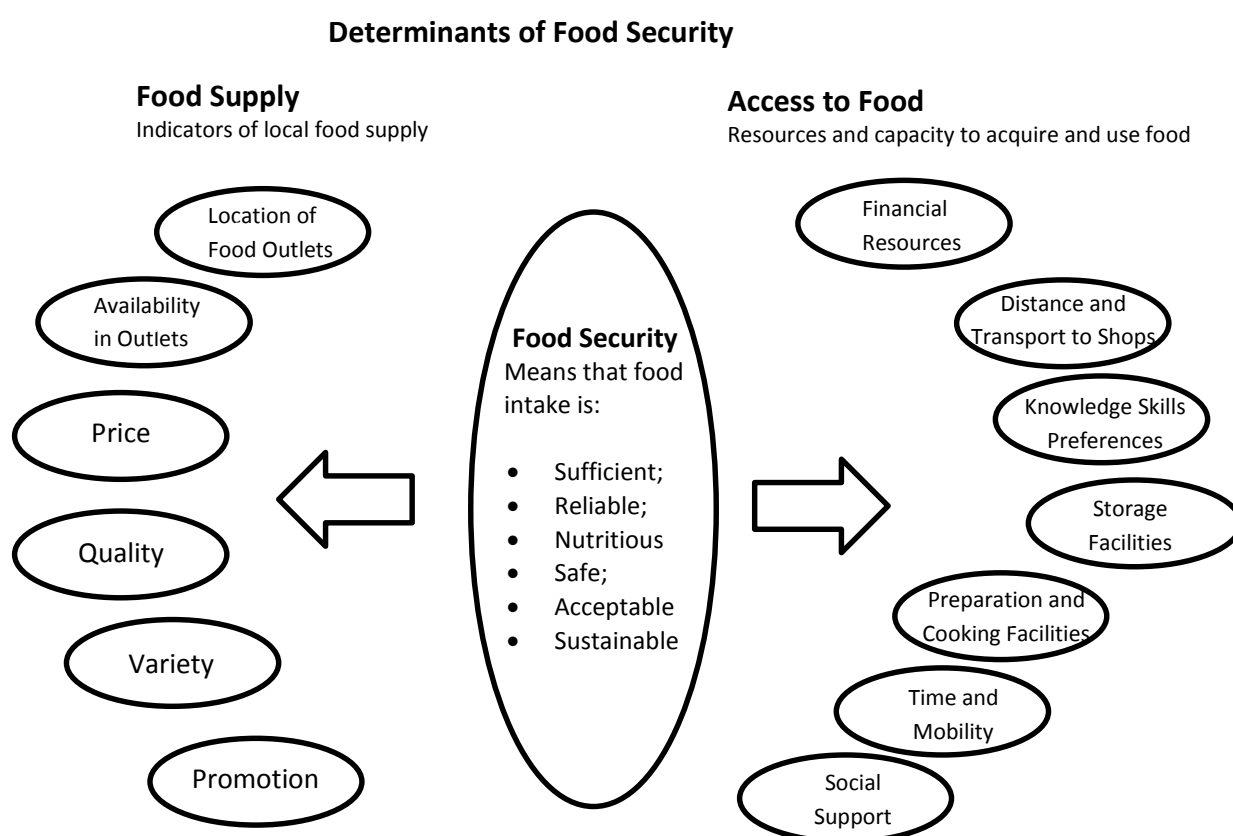 Determinants of Food Security
Food Supply
Indicators of local food supply
Location of
Food Outlets
Availability
in Outlets
Price
Quality
Variety
Promotion
Food Security
Means that food
intake is:
• Sufficient;
• Reliable;
• Nutritious
• Safe;
• Acceptable
• Sustainable
Access to Food
Resources and capacity to acquire and use food
Financial
Resources
Distance and
Transport to Shops
Knowledge Skills
Preferences
Storage
Facilities
Preparation and
Cooking Facilities
Time and
Mobility
Social
Support